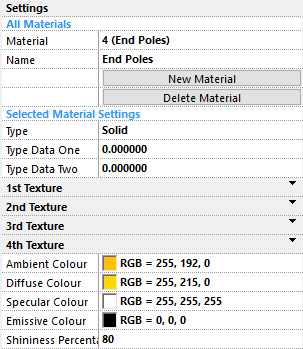 Settings
All Materials
Material 4 (End Poles)
Name End Poles
New Material
Delete Material
Selected Material Settings
Type Solid
Type Data One 0.000000
Type Data Two 0.000000
1st Texture
2nd Texture
3rd Texture
4th Texture
Ambient Colour RGB = 255, 192, 0
Diffuse Colour RGB = 255, 215, 0
Specular Colour RGB = 255, 255, 255
Emissive Colour RGB = 0, 0, 0
Shininess Percenta 80